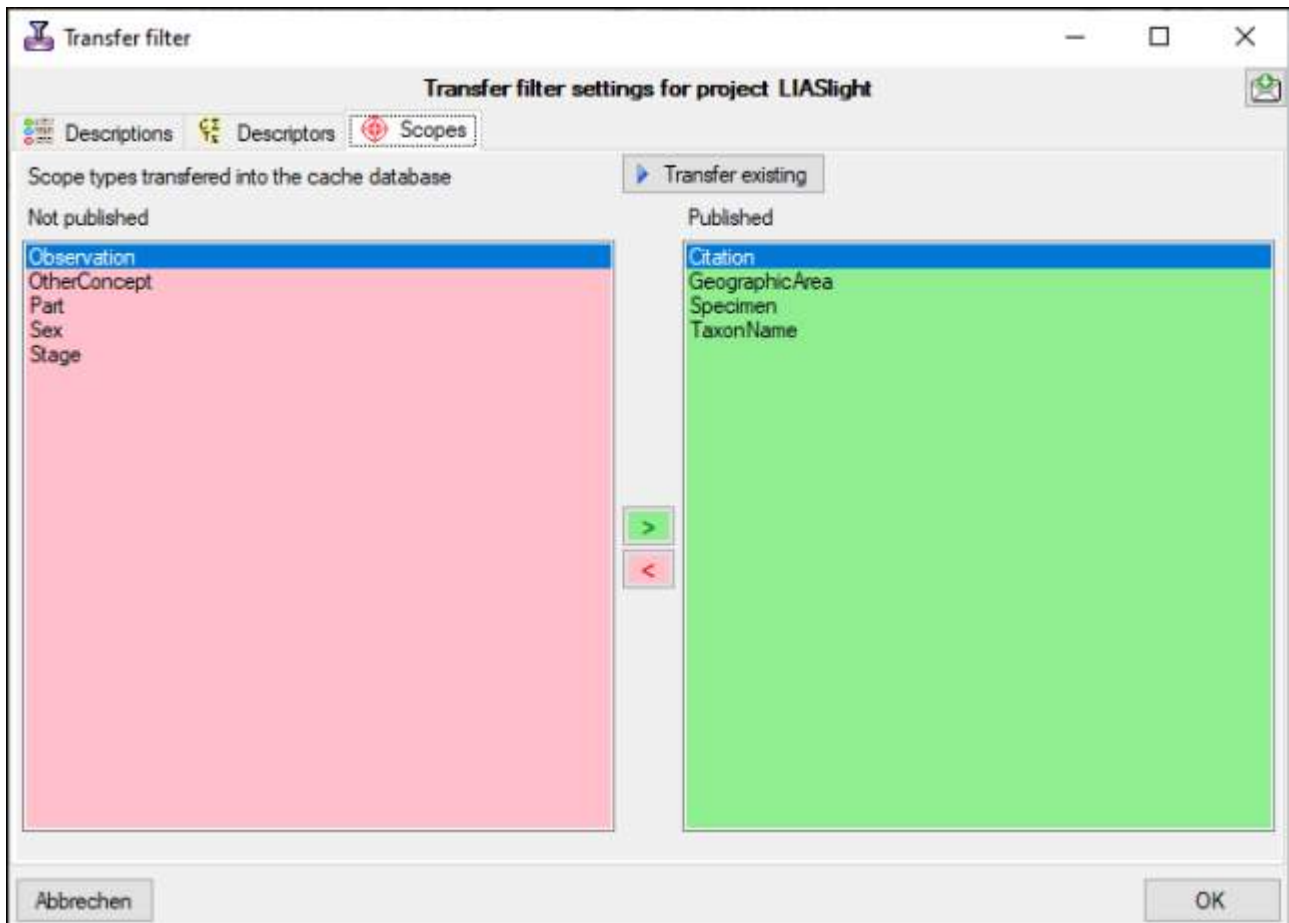 Transfer filter
Transfer filter settings for project LIASlight
Descriptions Descriptors Scopes
Scope types transfered into the cache database
Transfer existing
Not published
Published
Observation
OtherConcept
Part
Sex
Stage
Citation
GeographicArea
Specimen
TaxonName
>
<
Abbrechen
OK